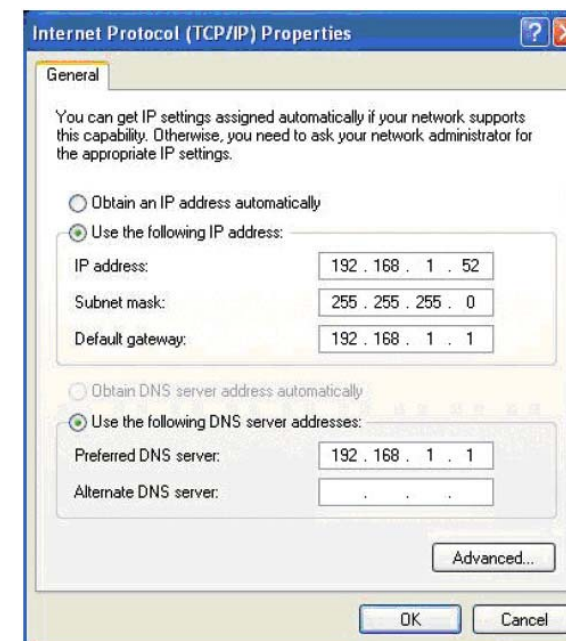 Internet Protocol (TCP/IP) Properties
General
You can get IP settings assigned automatically if your network supports
this capability. Otherwise, you need to ask your network administrator for
the appropriate IP settings.
Obtain an IP address automatically
Use the following IP address:
IP address: 192 . 168 . 1 . 52
Subnet mask: 255 . 255 . 255 . 0
Default gateway: 192 . 168 . 1 . 1
Obtain DNS server address automatically
Use the following DNS server addresses:
Preferred DNS server: 192 . 168 . 1 . 1
Alternate DNS server: . . .
Advanced...
OK Cancel